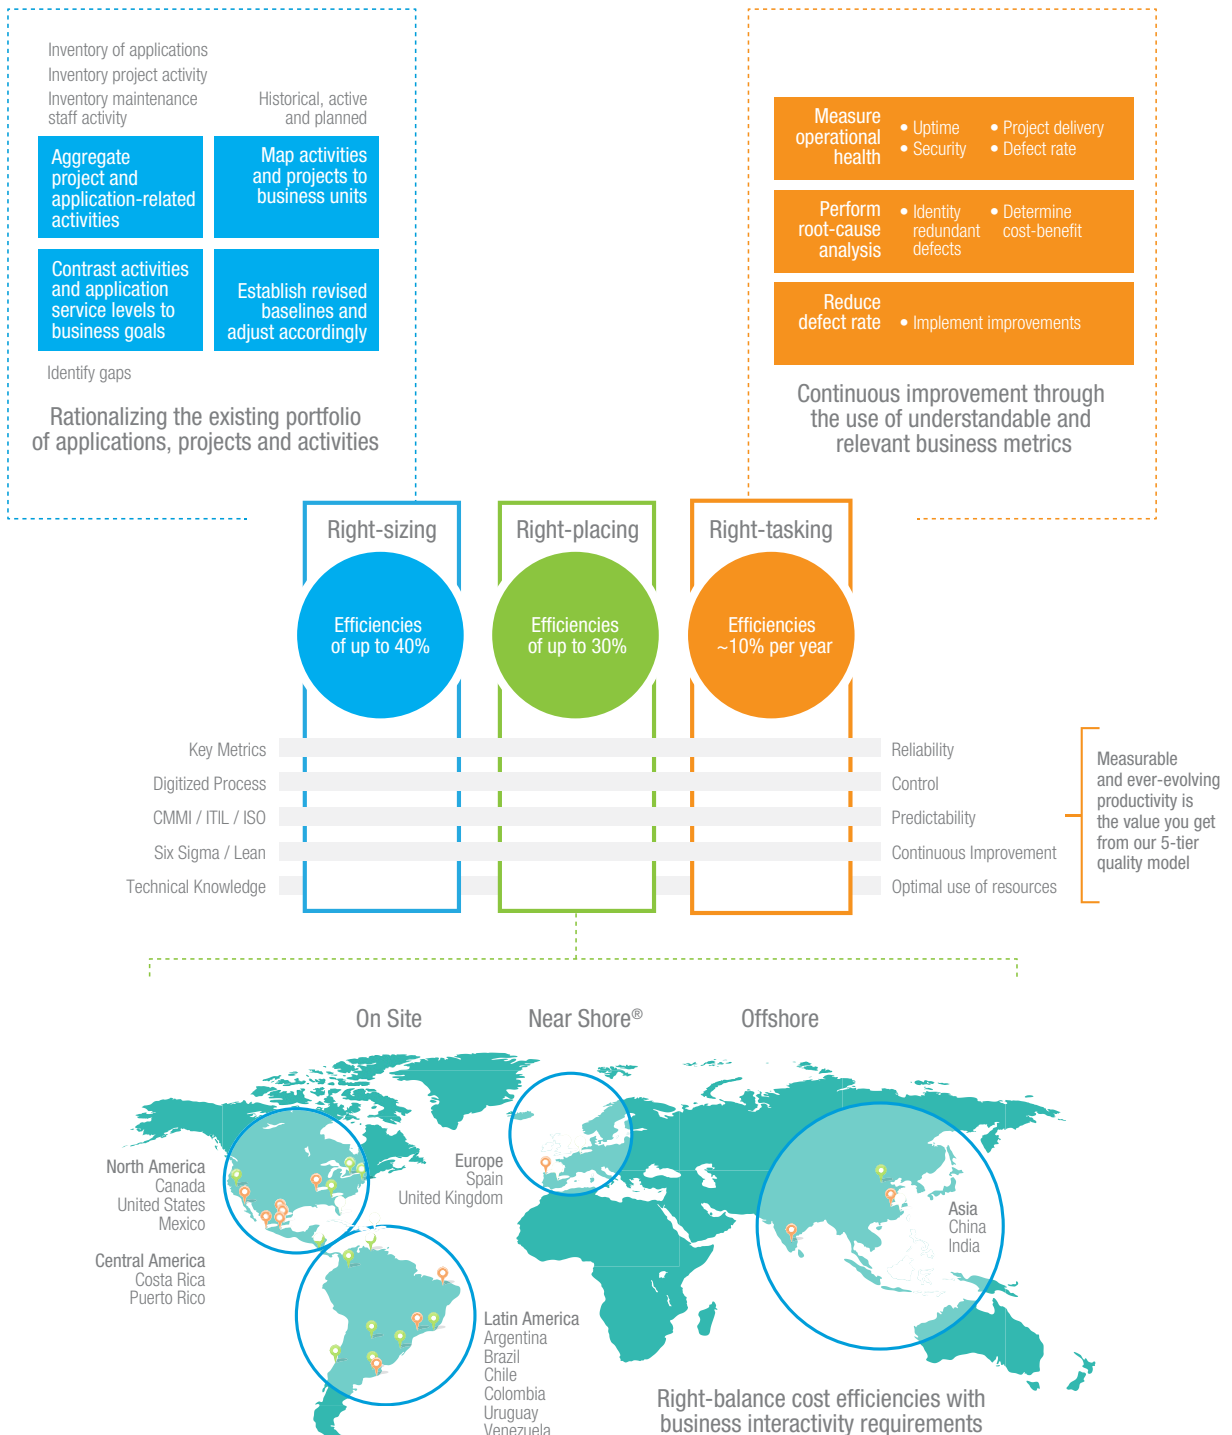 Inventory of applications
Inventory project activity
Inventory maintenance
staff activity
Historical, active
and planned
Aggregate
project and
application-related
activities
Map activities
and projects to
business units
Contrast activities
and application
service levels to
business goals
Establish revised
baselines and
adjust accordingly
Identify gaps
Rationalizing the existing portfolio
of applications, projects and activities
Measure
operational
health
• Uptime
• Security
• Project delivery
• Defect rate
Perform
root-cause
analysis
• Identity
redundant
defects
• Determine
cost-benefit
Reduce
defect rate
• Implement improvements
Continuous improvement through
the use of understandable and
relevant business metrics
Right-sizing
Right-placing
Right-tasking
Efficiencies
of up to 40%
Efficiencies
of up to 30%
Efficiencies
~10% per year
Key Metrics
Reliability
Digitized Process
Control
CMMI / ITIL / ISO
Predictability
Six Sigma / Lean
Continuous Improvement
Technical Knowledge
Optimal use of resources
Measurable
and ever-evolving
productivity is
the value you get
from our 5-tier
quality model
On Site
Near Shore®
Offshore
North America
Canada
United States
Mexico
Central America
Costa Rica
Puerto Rico
Europe
Spain
United Kingdom
Asia
China
India
Latin America
Argentina
Brazil
Chile
Colombia
Uruguay
Venezuela
Right-balance cost efficiencies with
business interactivity requirements